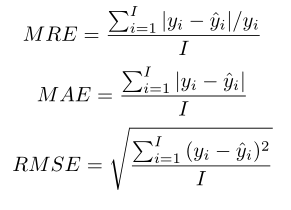 MRE = \frac{\sum_{i=1}^{I} |y_i - \hat{y}_i|/y_i}{I}
MAE = \frac{\sum_{i=1}^{I} |y_i - \hat{y}_i|}{I}
RMSE = \sqrt{\frac{\sum_{i=1}^{I} (y_i - \hat{y}_i)^2}{I}}